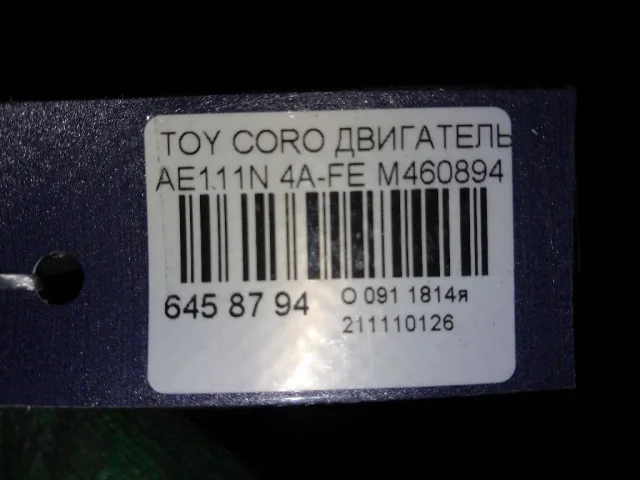 TOY CORO ДВИГАТЕЛЬ
AE111N 4A-FE M460894
645 87 94 O 091 1814я
211110126